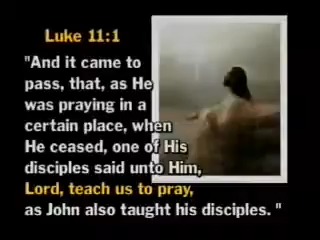 Luke 11:1
"And it came to
pass, that, as He
was praying in a
certain place, when
He ceased, one of His
disciples said unto Him,
Lord, teach us to pray,
as John also taught his disciples. "